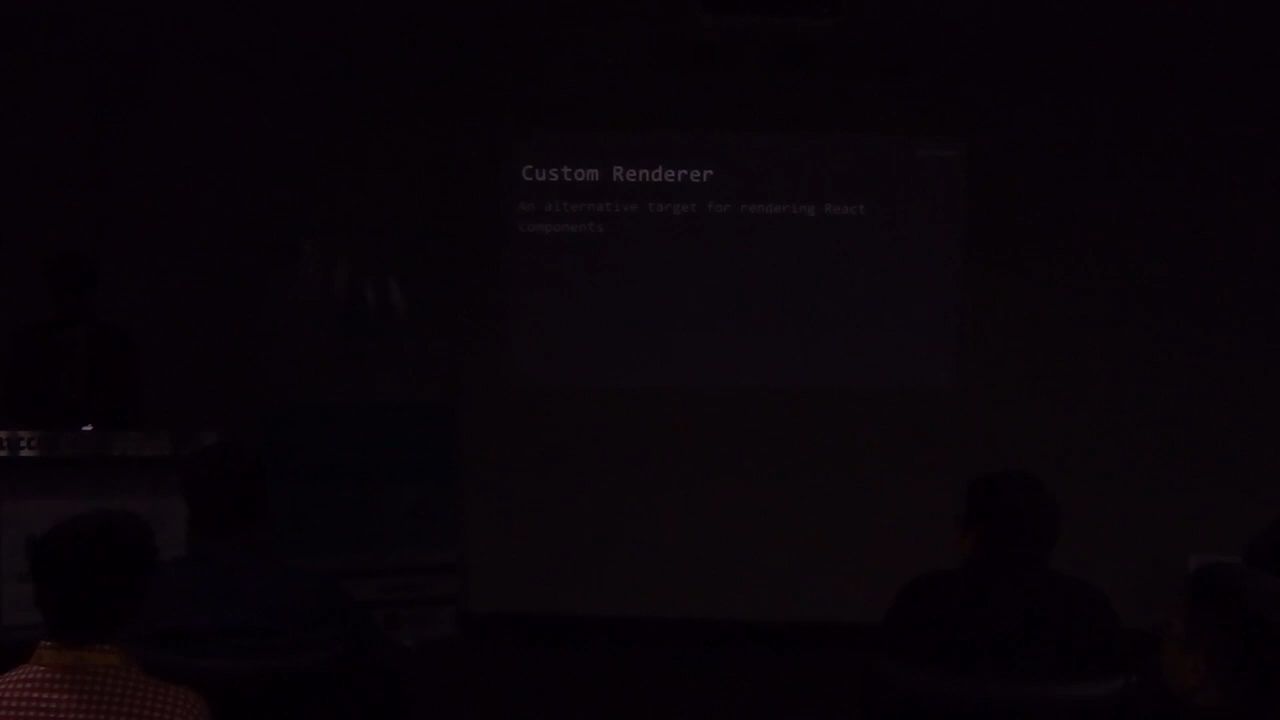 Custom Renderer
An alternative target for rendering React
components